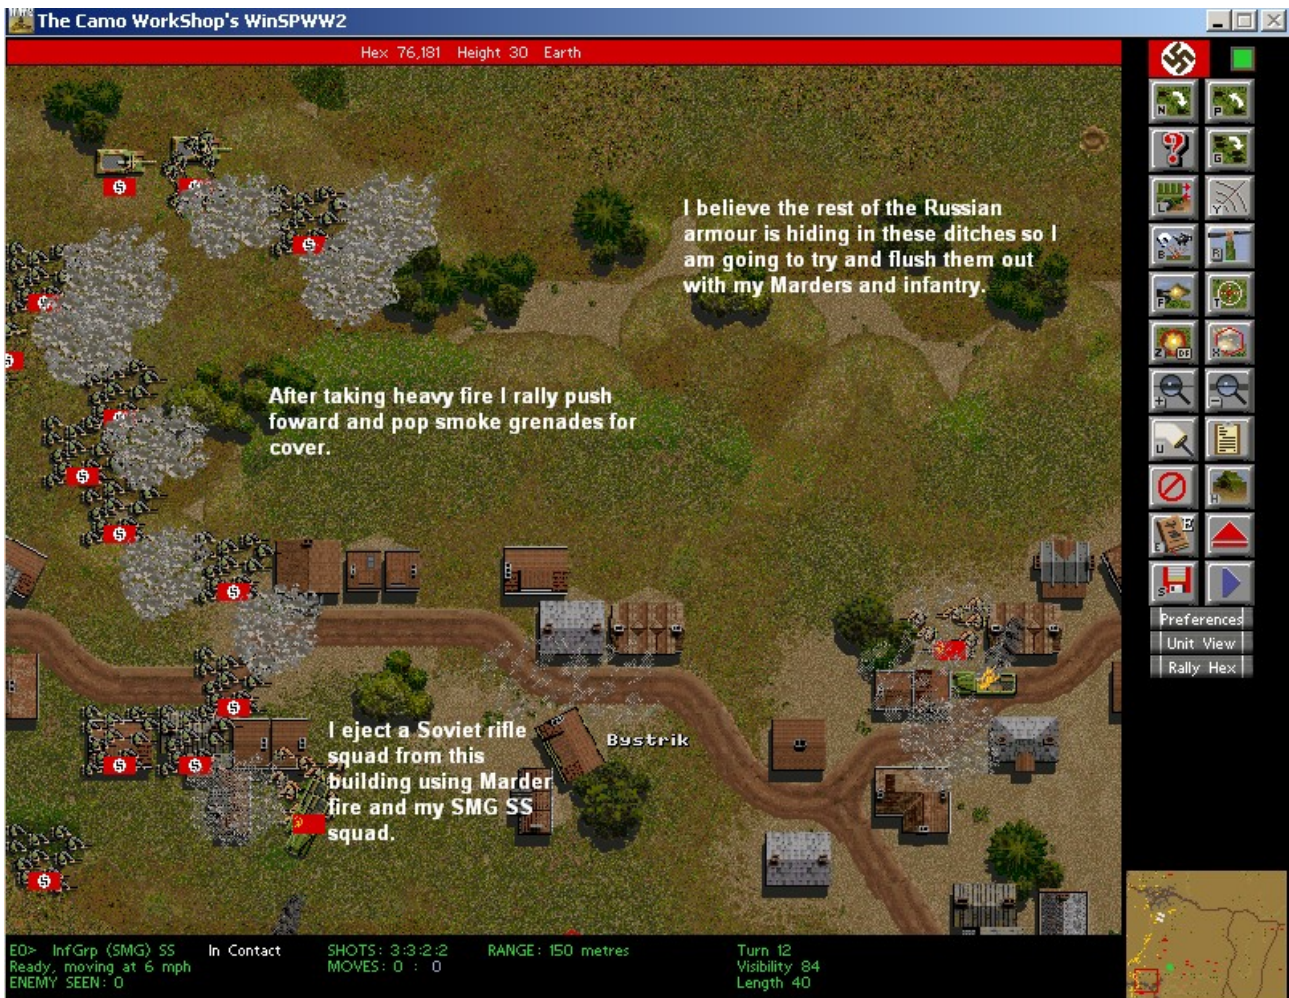 The Camo WorkShop's WinSPWW2
Hex 76,181 Height 30 Earth
I believe the rest of the Russian
armour is hiding in these ditches so I
am going to try and flush them out
with my Marders and infantry.
After taking heavy fire I rally push
foward and pop smoke grenades for
cover.
I eject a Soviet rifle
squad from this
building using Marder
fire and my SMG SS
squad.
Bystrik
N
P
G
L
Y
B
R
F
T
Z DF
X
+
-
U
H
E E
S
Preferences
Unit View
Rally Hex
E0> InfGrp (SMG) SS In Contact SHOTS: 3:3:2:2 RANGE: 150 metres Turn 12
Ready, moving at 6 mph MOVES: 0 : 0 Visibility 84
ENEMY SEEN: 0 Length 40